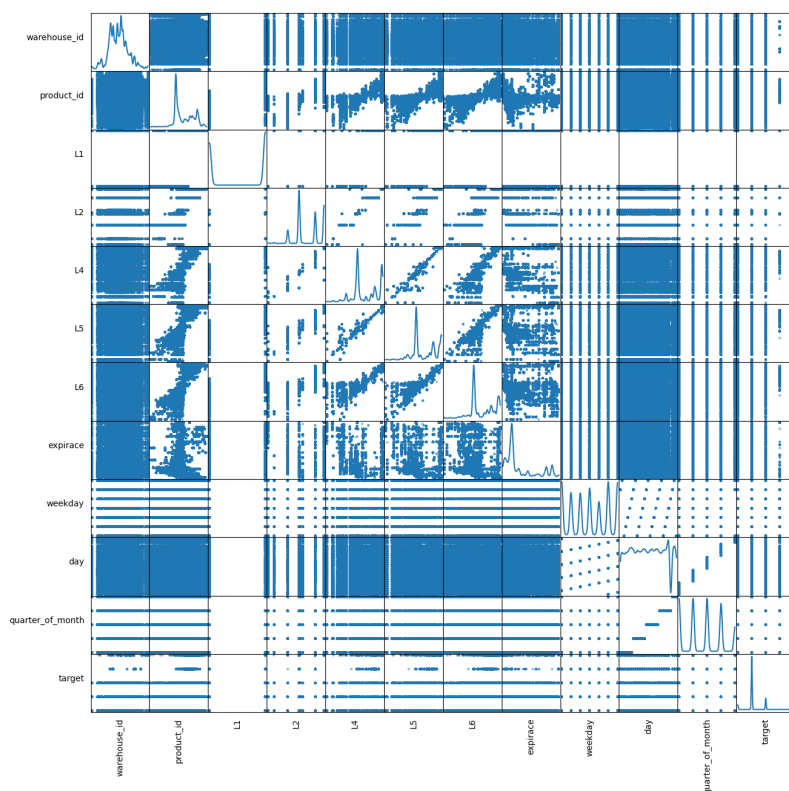 warehouse_id
product_id
L1
L2
L4
L5
L6
expirace
weekday
day
quarter_of_month
target
warehouse_id
product_id
L1
L2
L4
L5
L6
expirace
weekday
day
quarter_of_month
target